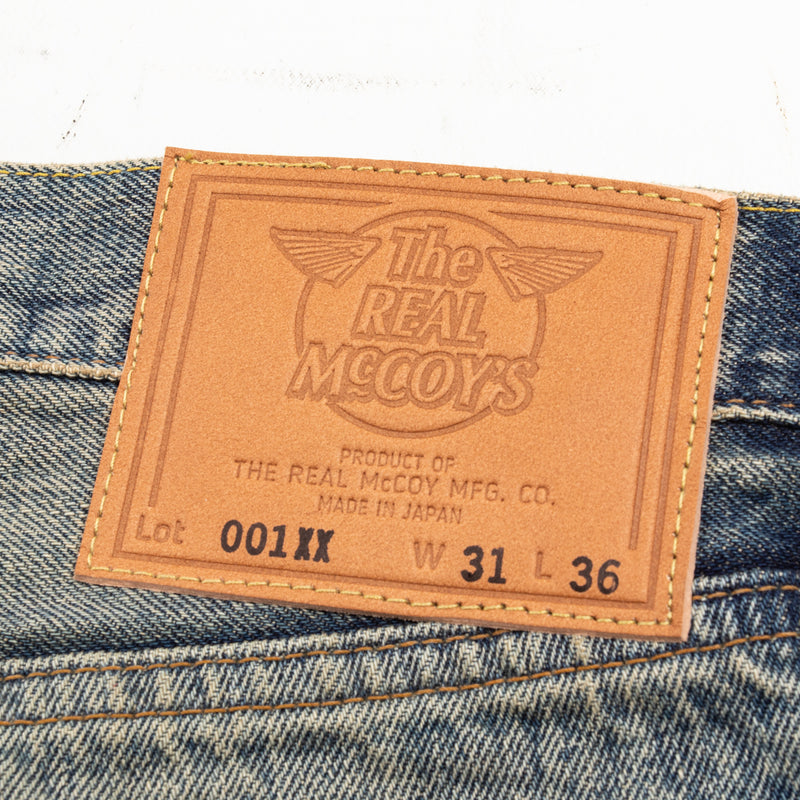 The
REAL
McCOY'S
PRODUCT OF
THE REAL McCOY MFG. CO.
MADE IN JAPAN
Lot 001XX W 31 L 36